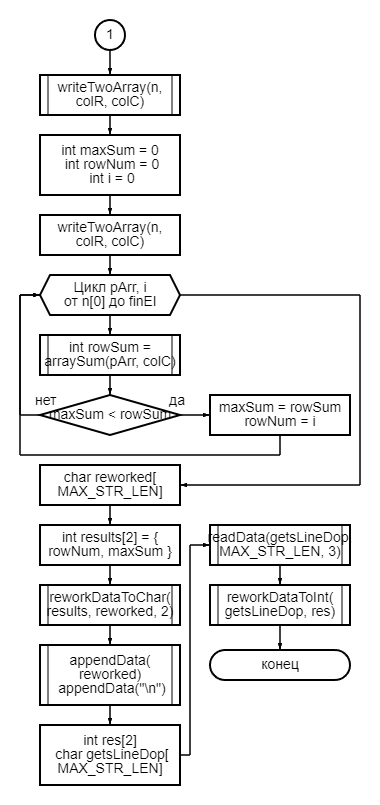 1
writeTwoArray(n,
colR, colC)
int maxSum = 0
int rowNum = 0
int i = 0
writeTwoArray(n,
colR, colC)
Цикл pArr, i
от n[0] до finEl
int rowSum =
arraySum(pArr, colC)
нет
да
maxSum < rowSum
maxSum = rowSum
rowNum = i
char reworked[
MAX_STR_LEN]
int results[2] = {
rowNum, maxSum }
reworkDataToChar(
results, reworked, 2)
appendData(
reworked)
appendData("\n")
int res[2]
char getsLineDop[
MAX_STR_LEN]
readData(getsLineDop,
MAX_STR_LEN, 3)
reworkDataToInt(
getsLineDop, res)
конец